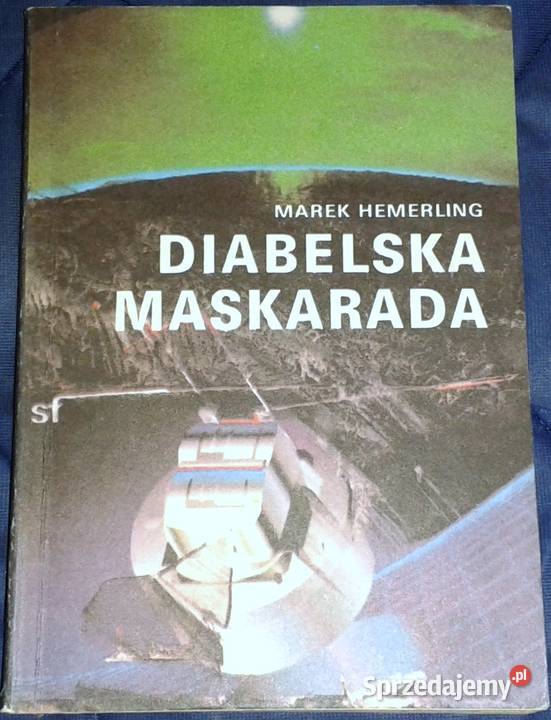 MAREK HEMERLING
DIABELSKA
MASKARADA
sf
Sprzedajemy.pl